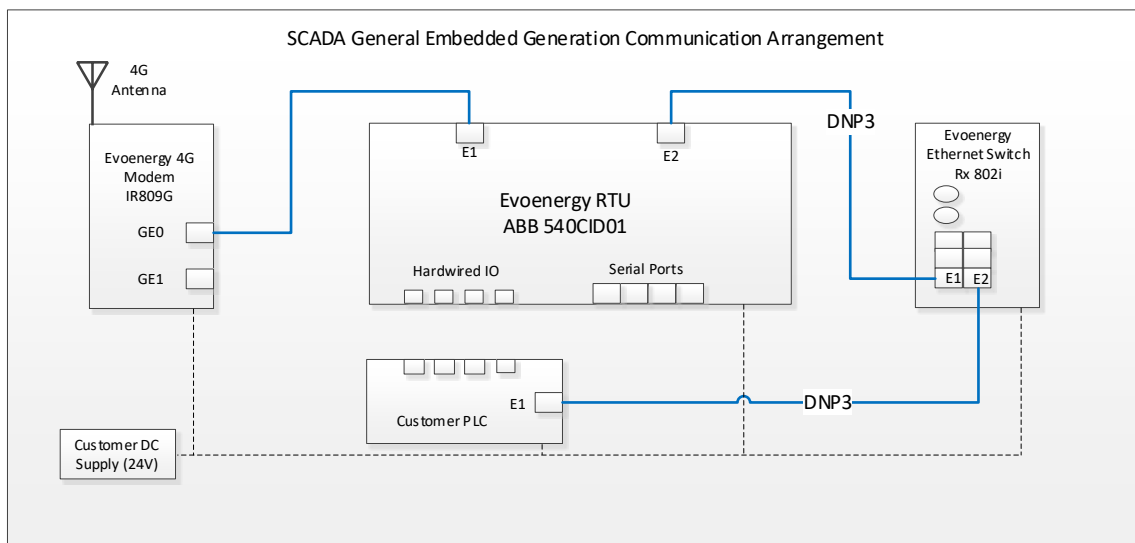 SCADA General Embedded Generation Communication Arrangement
4G
Antenna
Evoenergy 4G
Modem
IR809G
GE0
GE1
E1
E2
Evoenergy RTU
ABB 540CID01
Hardwired IO
Serial Ports
DNP3
Evoenergy
Ethernet Switch
Rx 802i
E1
E2
E1
Customer PLC
DNP3
Customer DC
Supply (24V)